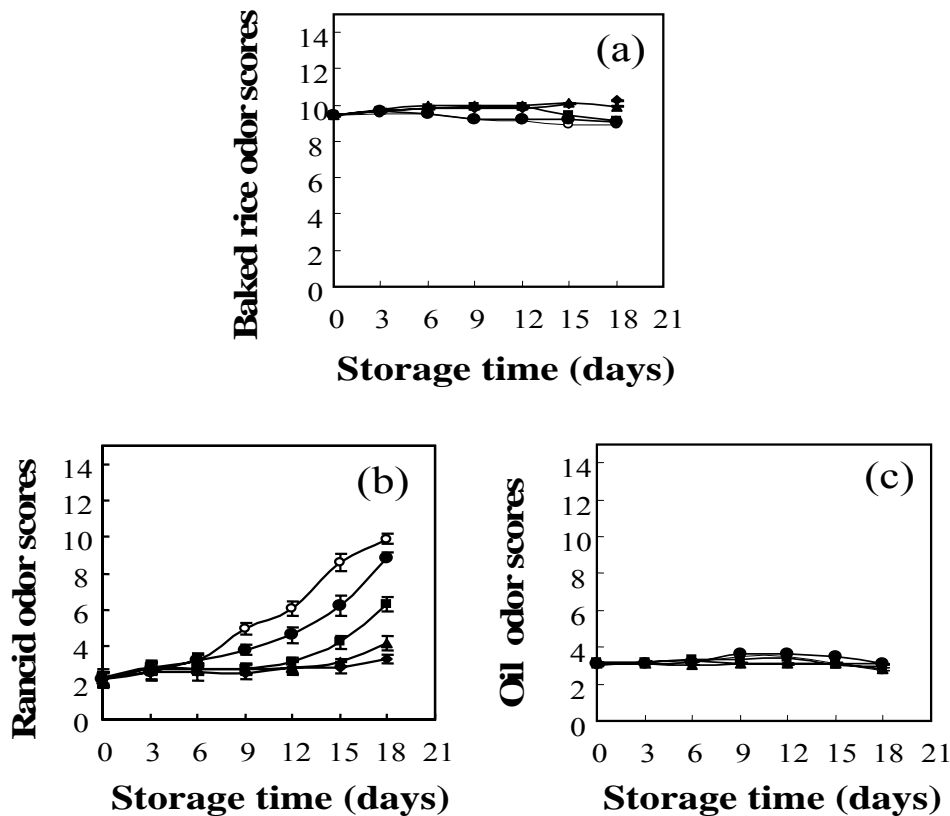 (a)
Baked rice odor scores
14
12
10
8
6
4
2
0
0 3 6 9 12 15 18 21
Storage time (days)
(b)
Rancid odor scores
14
12
10
8
6
4
2
0
0 3 6 9 12 15 18 21
Storage time (days)
(c)
Oil odor scores
14
12
10
8
6
4
2
0
0 3 6 9 12 15 18 21
Storage time (days)